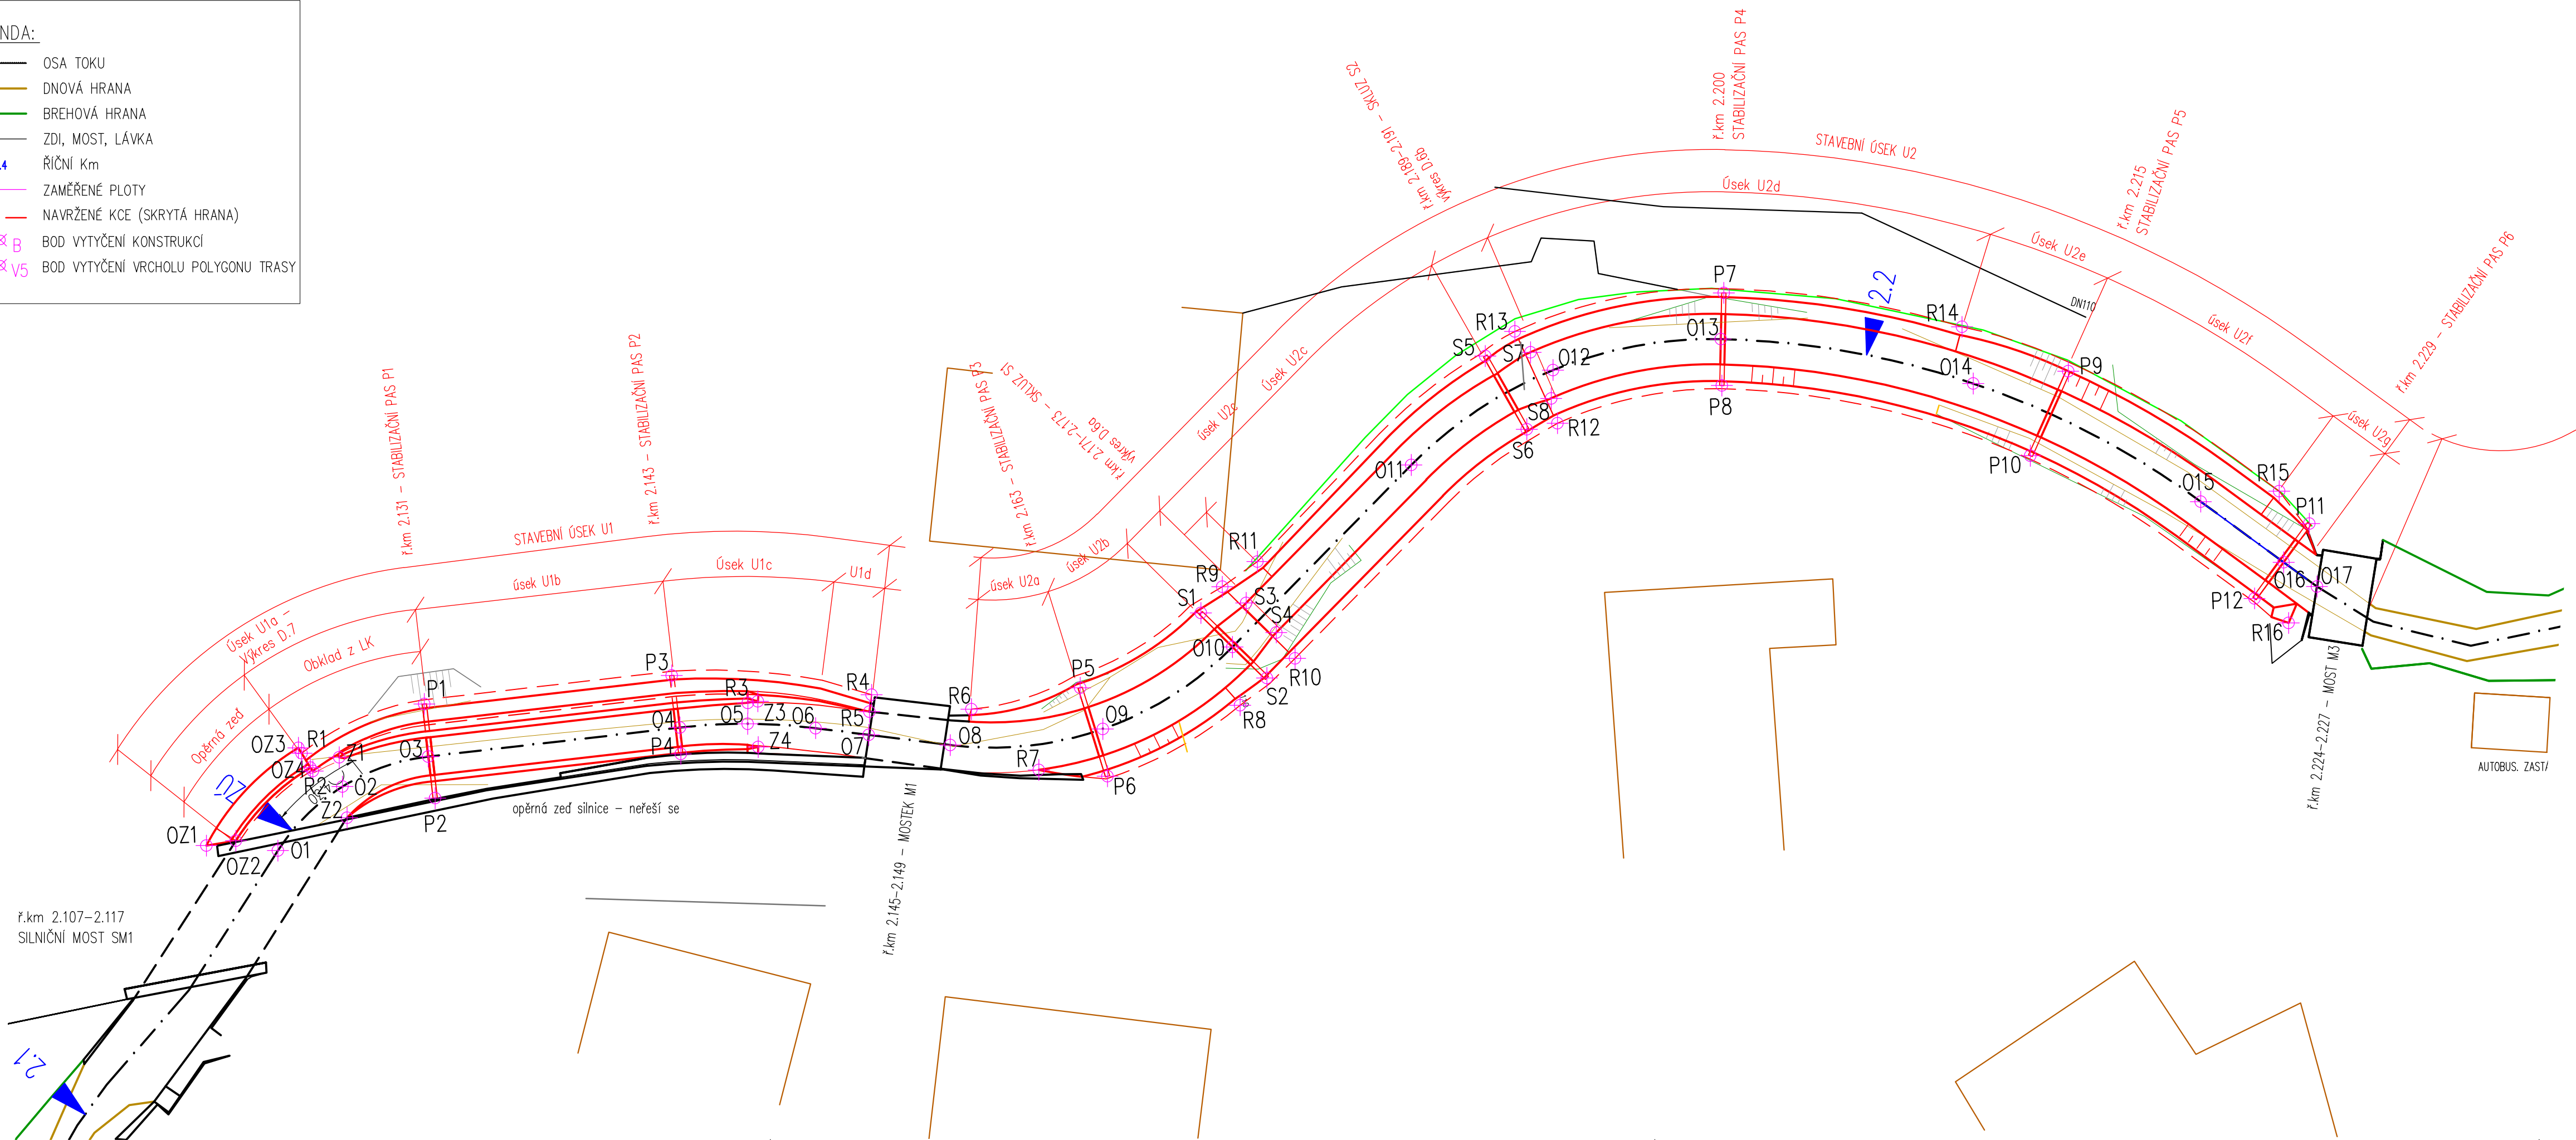 NDA:
OSA TOKU
DNOVÁ HRANA
BREHOVÁ HRANA
ZDI, MOST, LÁVKA
.4 ŘÍČNÍ Km
ZAMĚŘENÉ PLOTY
NAVRŽENÉ KCE (SKRYTÁ HRANA)
B BOD VYTYČENÍ KONSTRUKCÍ
V5 BOD VYTYČENÍ VRCHOLU POLYGONU TRASY
ř.km 2.131 – STABILIZAČNÍ PAS P1
ř.km 2.143 – STABILIZAČNÍ PAS P2
ř.km 2.163 – STABILIZAČNÍ PAS P3
ř.km 2.171–2.173 – SKLUZ S1
výkres D.6a
ř.km 2.189–2.191 – SKLUZ S2
výkres D.6b
ř.km 2.200
STABILIZAČNÍ PAS P4
ř.km 2.215
STABILIZAČNÍ PAS P5
ř.km 2.229 – STABILIZAČNÍ PAS P6
STAVEBNÍ ÚSEK U1
STAVEBNÍ ÚSEK U2
Úsek U1a –
Výkres D.7
úsek U1b
Úsek U1c
U1d
Opěrná zeď
Obklad z LK
úsek U2a
úsek U2b
úsek U2c
Úsek U2c
Úsek U2d
Úsek U2e
úsek U2f
úsek U2g
DN110
2.2
ZÚ
2.1
OZ1
OZ2
OZ3
OZ4
R1
R2
Z1
Z2
O1
O2
O3
P1
P2
P3
P4
O4
R3
O5
Z3
Z4
O6
R4
R5
O7
R6
O8
R7
P5
O9
P6
S1
R9
R11
S3
S4
O10
R8
S2
R10
O11
S5
R13
S7
O12
S8
R12
S6
P7
O13
P8
R14
O14
P9
P10
O15
R15
P11
O16
O17
P12
R16
opěrná zeď silnice – neřeší se
ř.km 2.145–2.149 – MOSTEK M1
ř.km 2.224–2.227 – MOST M3
ř.km 2.107–2.117
SILNIČNÍ MOST SM1